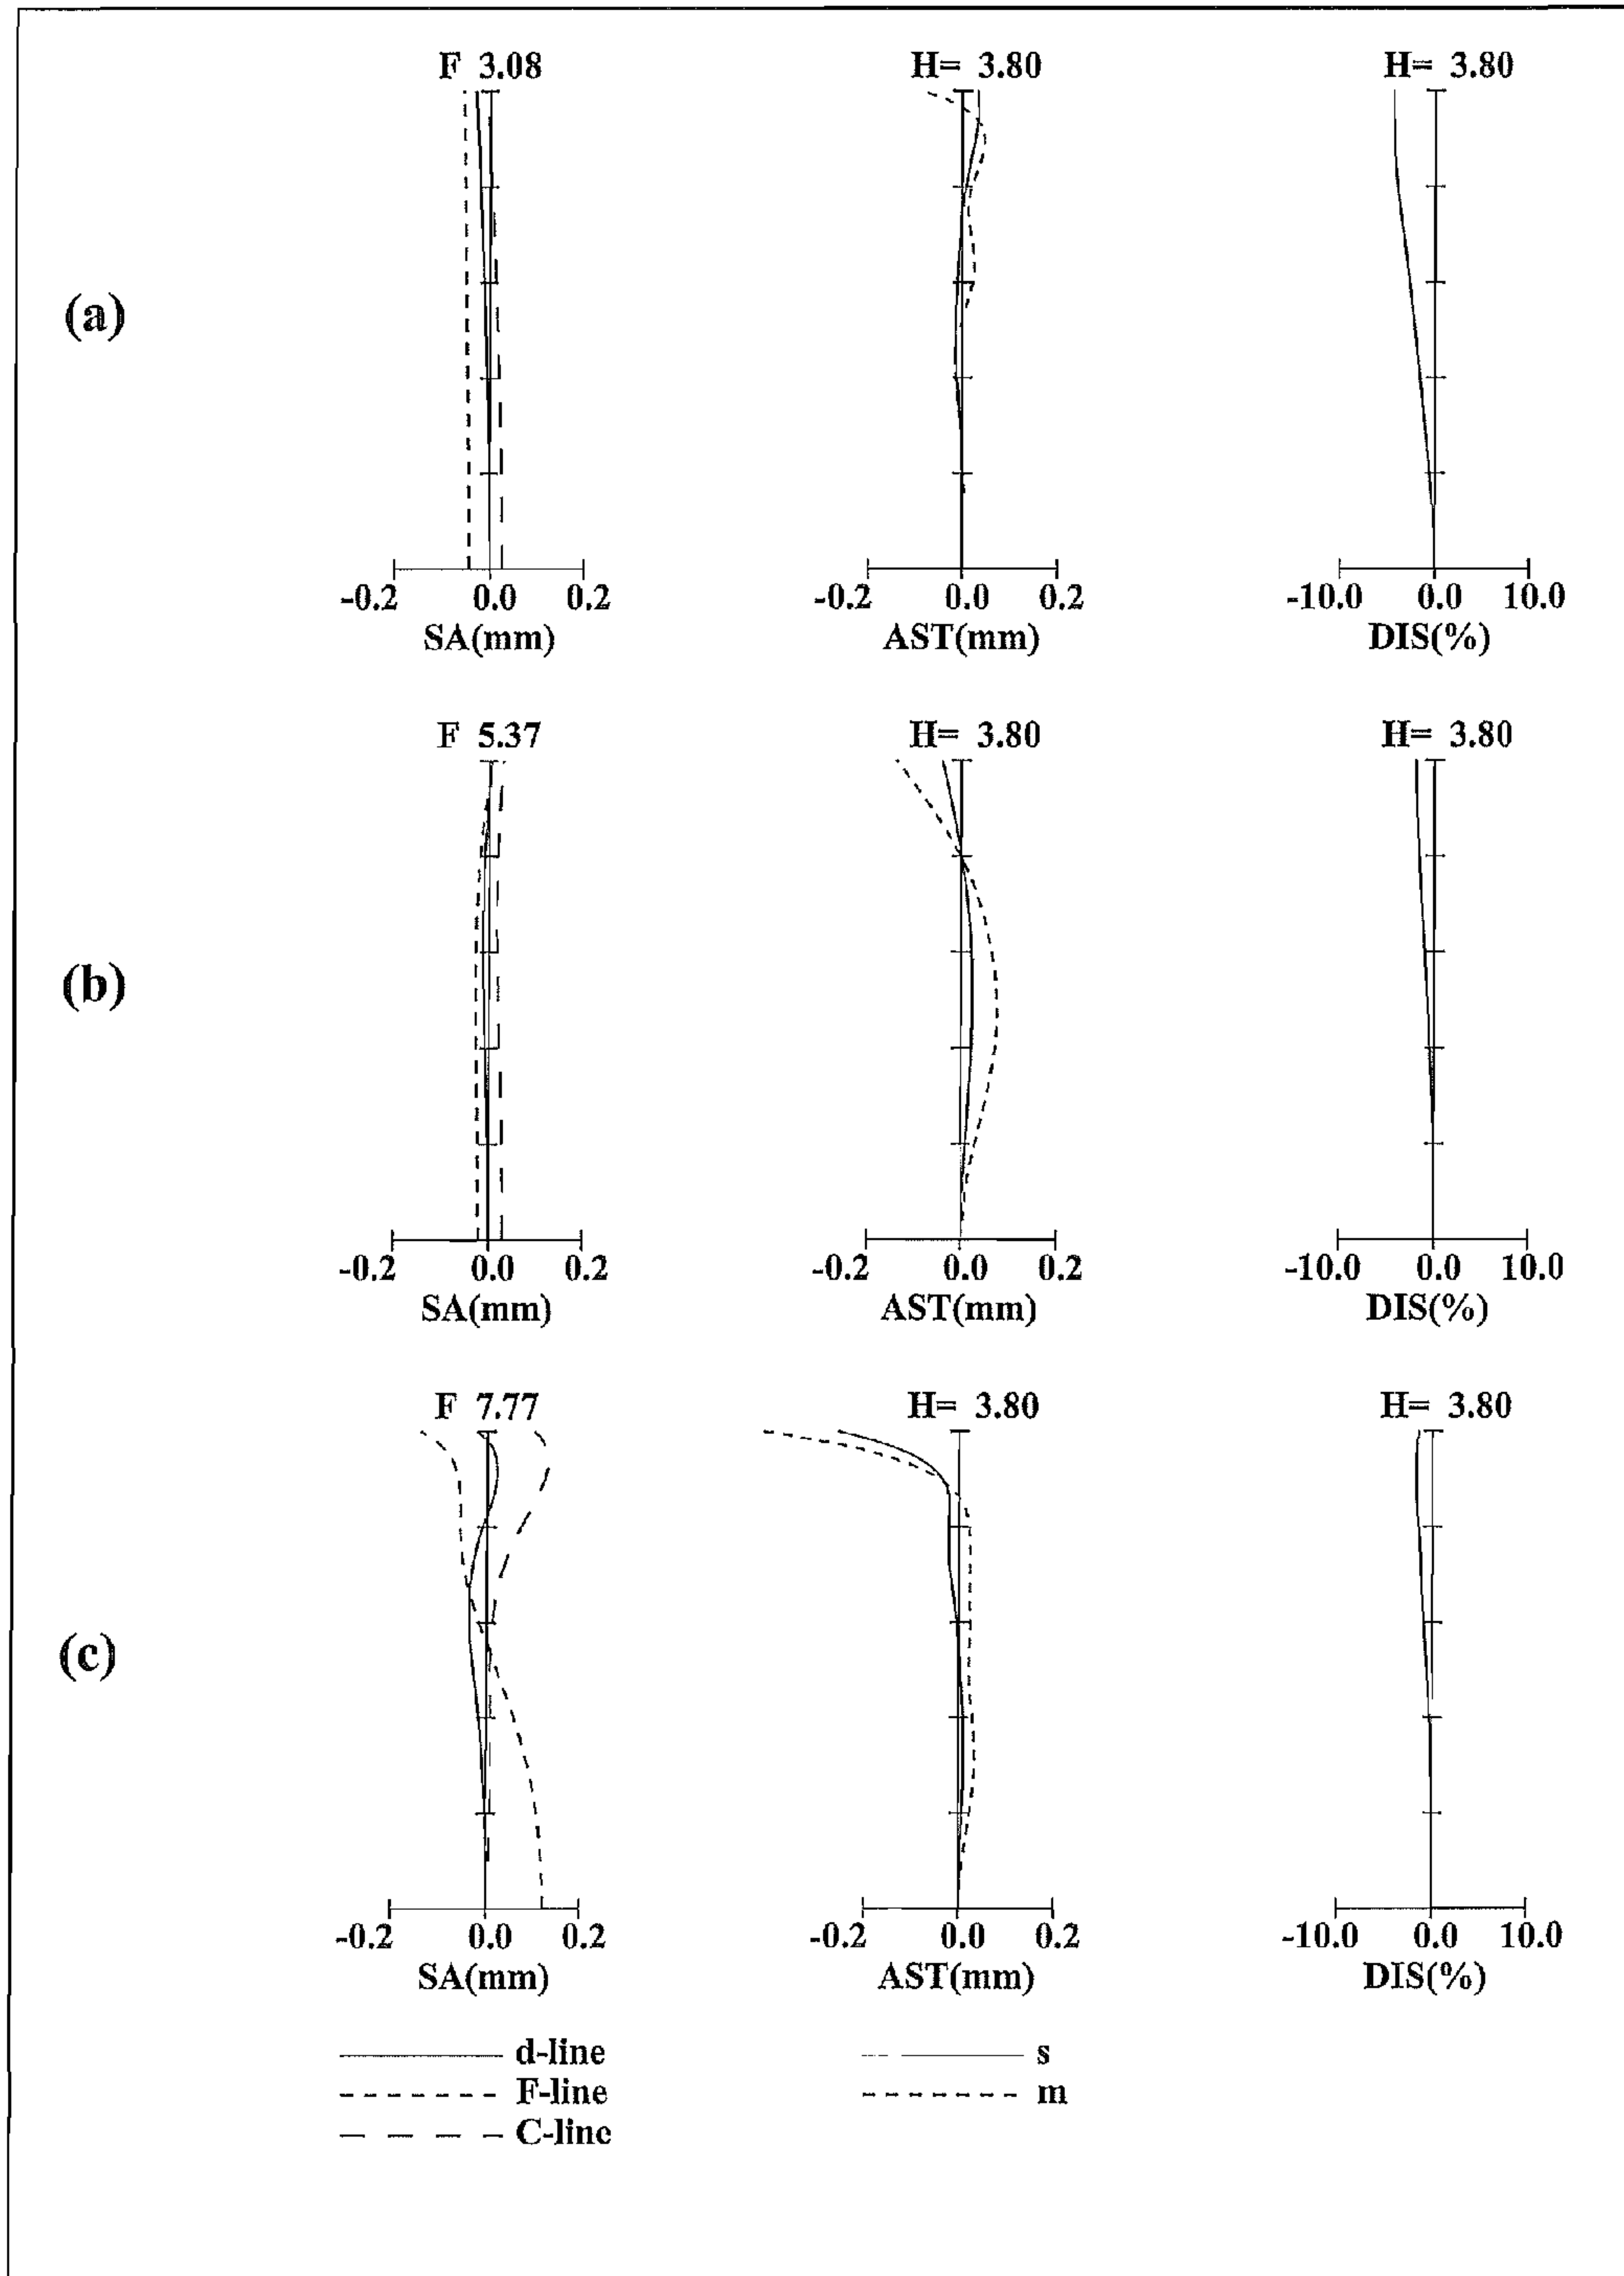 F 3.08 H= 3.80 H= 3.80
(a)
-0.2 0.0 0.2 -0.2 0.0 0.2 -10.0 0.0 10.0
SA(mm) AST(mm) DIS(%)
F 5.37 H= 3.80 H= 3.80
(b)
-0.2 0.0 0.2 -0.2 0.0 0.2 -10.0 0.0 10.0
SA(mm) AST(mm) DIS(%)
F 7.77 H= 3.80 H= 3.80
(c)
-0.2 0.0 0.2 -0.2 0.0 0.2 -10.0 0.0 10.0
SA(mm) AST(mm) DIS(%)
d-line s
F-line m
C-line